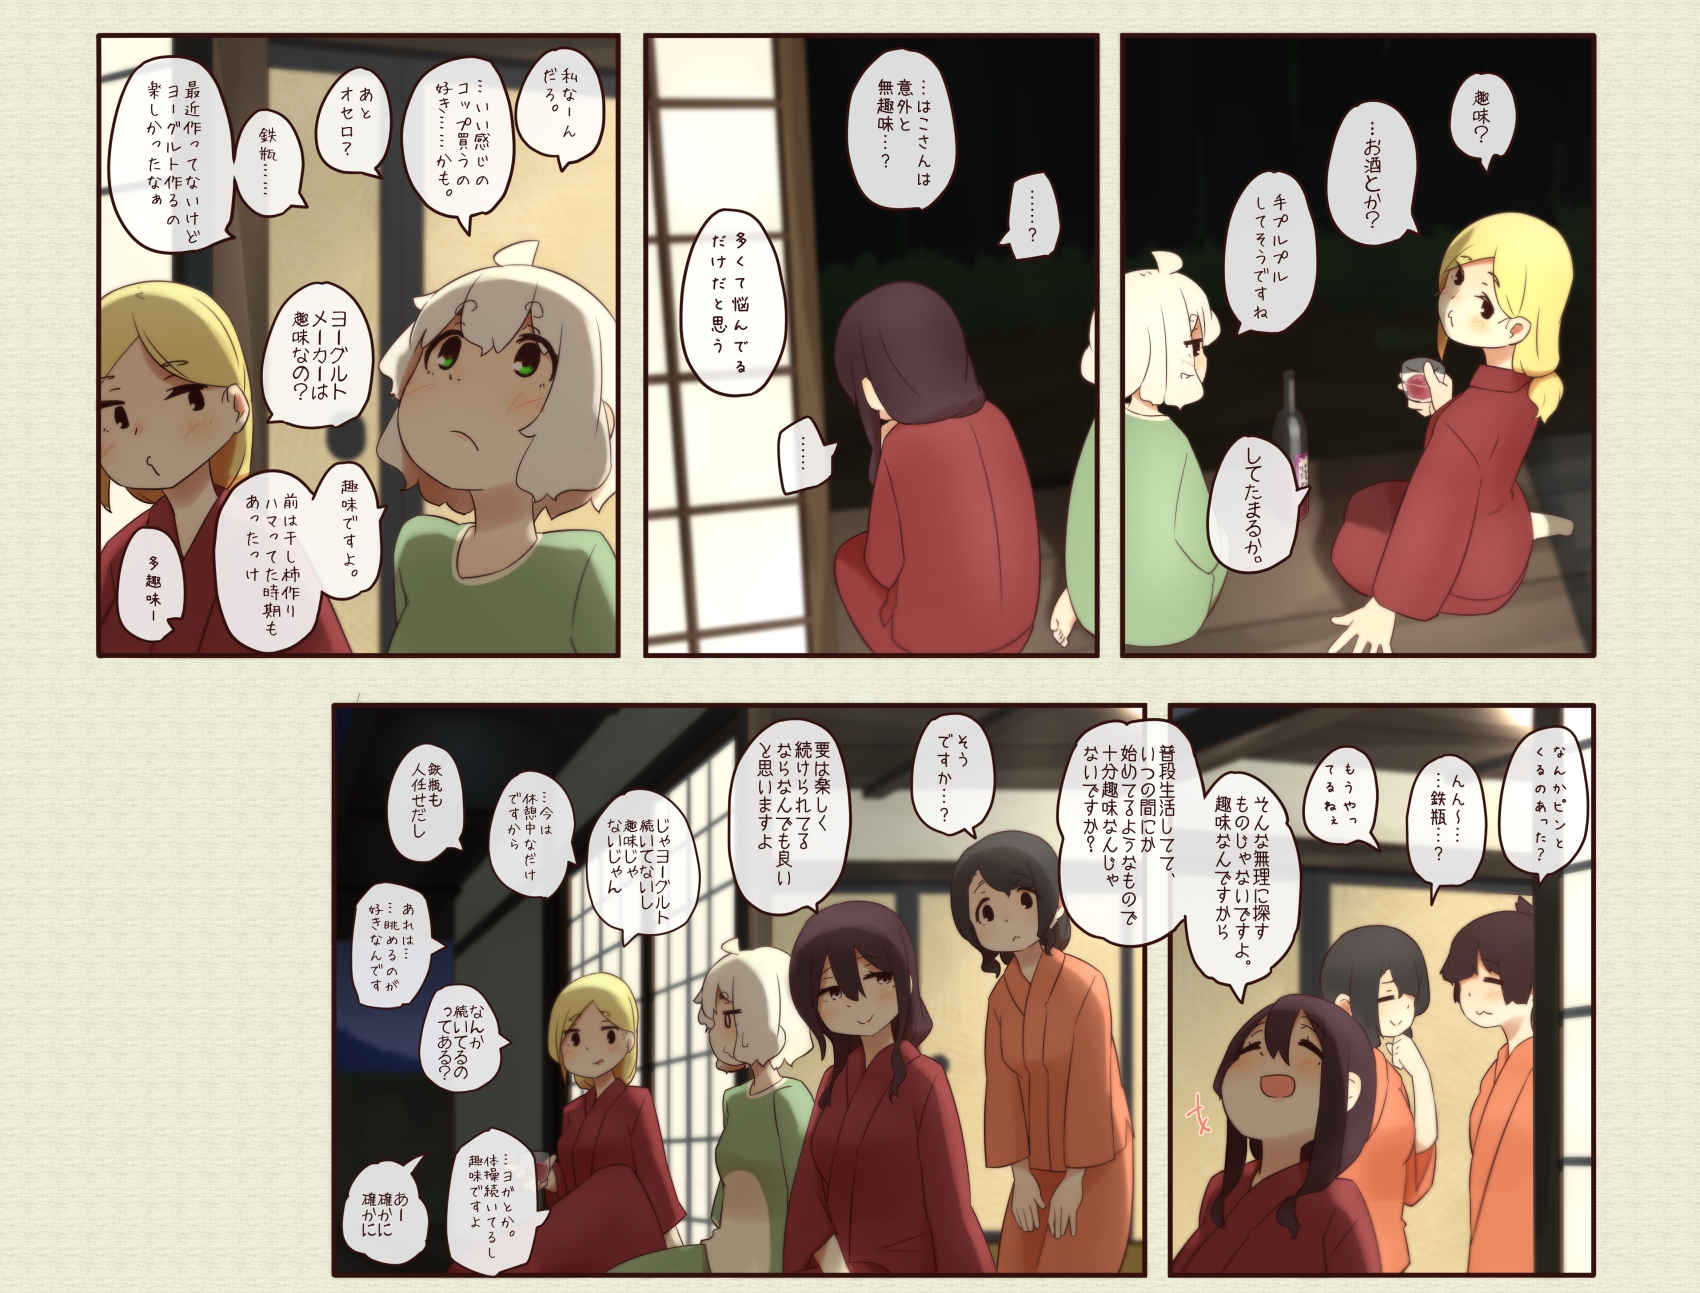 趣味?
…お酒とか?
手プルプル
してそうですね
してたまるか。
……?
…はこさんは
意外と
無趣味…?
多くて悩んでる
だけだと思う
……
私なーん
だろ。
…いい感じの
コップ買うの
好き……かも。
あと
オセロ?
鉄瓶……
最近作ってないけど
ヨーグルト作るの
楽しかったなぁ
ヨーグルト
メーカーは
趣味なの?
趣味ですよ。
前は干し柿作り
ハマってた時期も
あったっけ
多趣味ー
なんかピンと
くるのあった?
んん〜…
…鉄瓶…?
もうやっ
てるねぇ
そんな無理に探す
ものじゃないですよ。
趣味なんですから
普段生活してて、
いつの間にか
始めてるようなもので
十分趣味なんじゃ
ないですか?
そう
ですか…?
要は楽しく
続けられてる
ならなんでも良い
と思いますよ
じゃヨーグルト
続いてないし
趣味じゃ
ないじゃん
…今は
休憩中なだけ
ですから
鉄瓶も
人任せだし
あれは…
…眺めるのが
好きなんです
なんか
続いてるの
ってある?
…ヨガとか。
体操続いてるし
趣味ですよ
あー
確かに
確かに